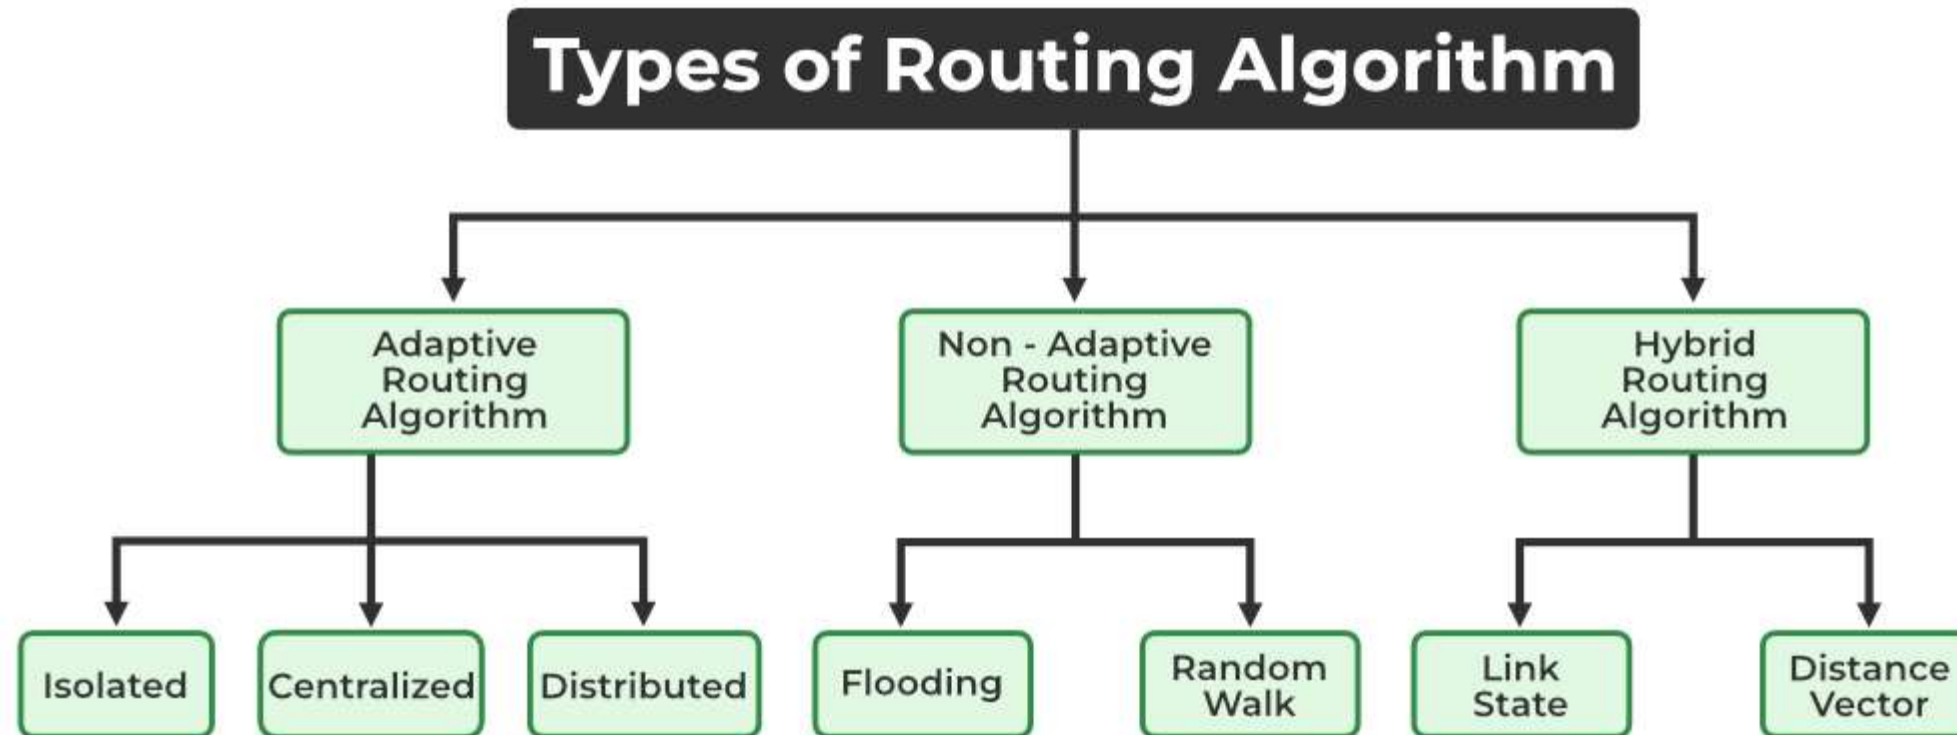 Types of Routing Algorithm
Adaptive
Routing
Algorithm
Non - Adaptive
Routing
Algorithm
Hybrid
Routing
Algorithm
Isolated
Centralized
Distributed
Flooding
Random
Walk
Link
State
Distance
Vector